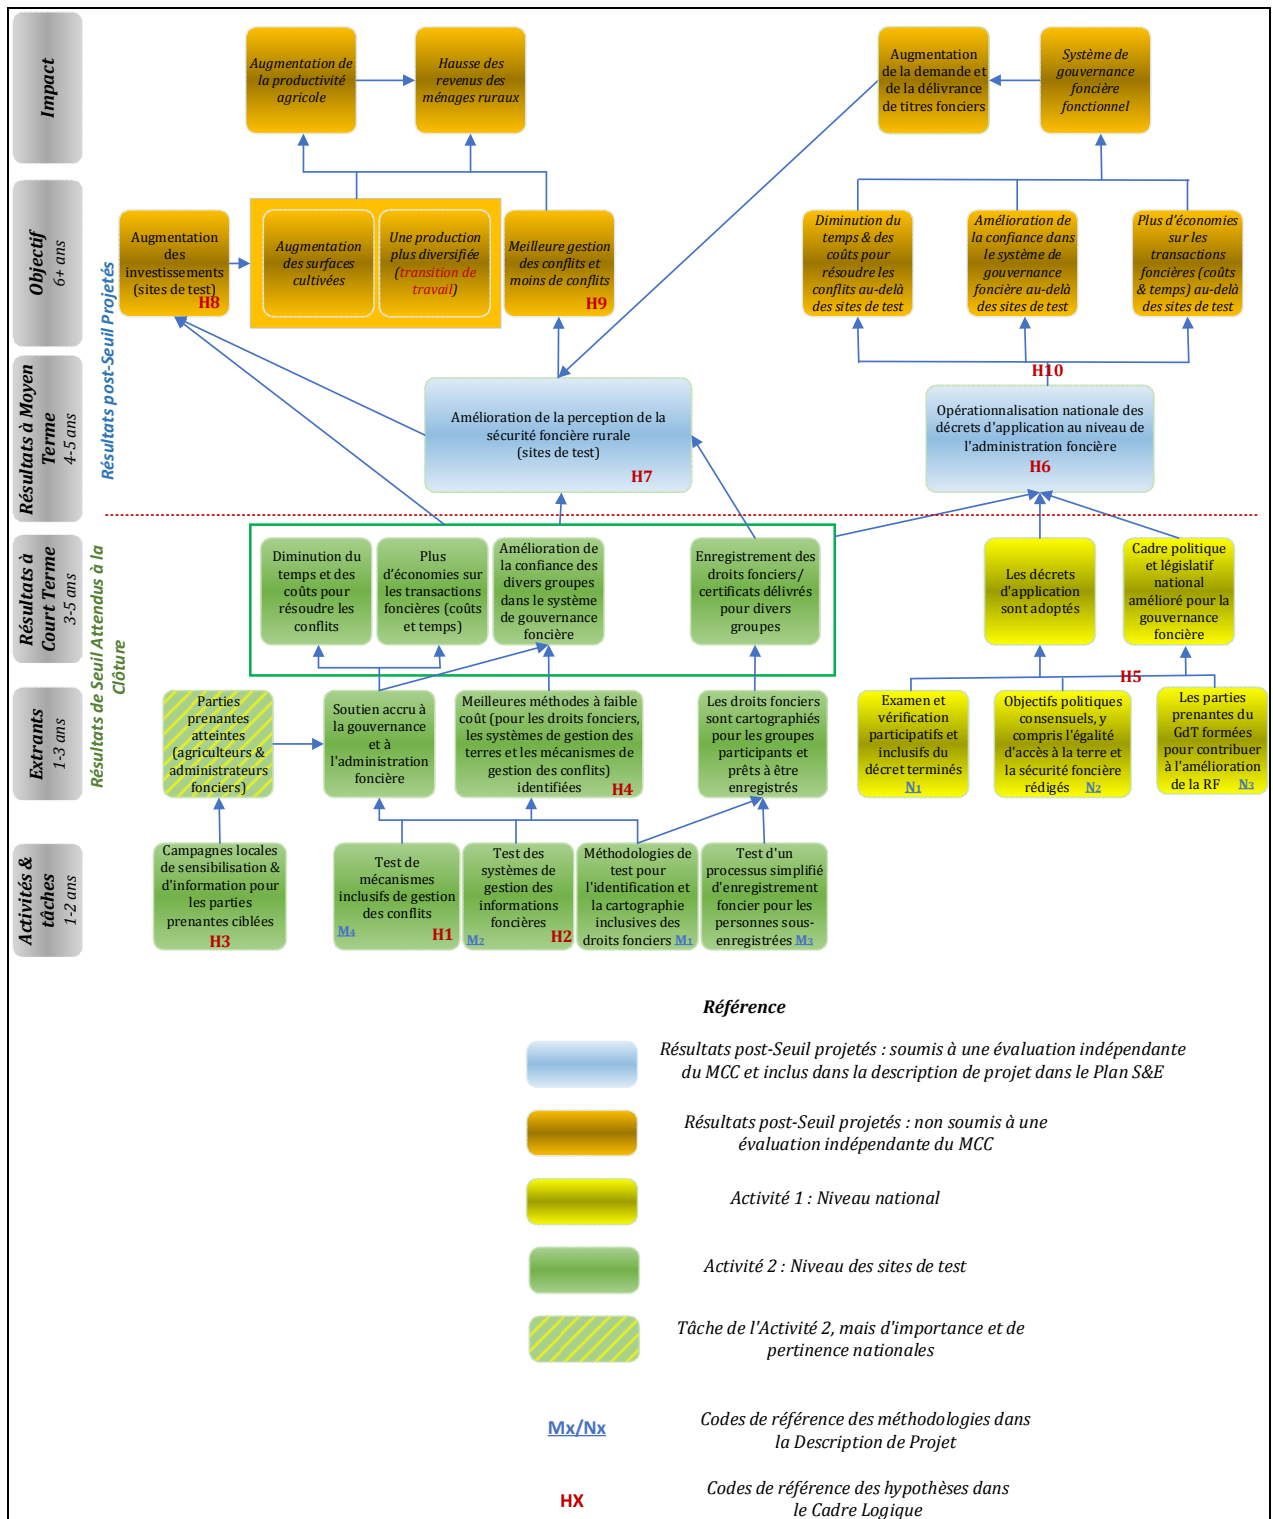 Impact
Augmentation de
la productivité
agricole
Hausse des
revenus des
ménages ruraux
Augmentation
de la demande et
de la délivrance
de titres fonciers
Système de
gouvernance
foncière
fonctionnel
Objectif
6+ ans
Résultats post-Seuil Projetés
Augmentation
des
investissements
(sites de test)
H8
Augmentation
des surfaces
cultivées
Une production
plus diversifiée
(transition de
travail)
Meilleure gestion
des conflits et
moins de conflits
H9
Diminution du
temps & des
coûts pour
résoudre les
conflits au-delà
des sites de test
Amélioration de
la confiance dans
le système de
gouvernance
foncière au-delà
des sites de test
Plus d'économies
sur les
transactions
foncières (coûts
& temps) au-delà
des sites de test
Résultats à Moyen
Terme
4-5 ans
Amélioration de la perception de la
sécurité foncière rurale
(sites de test)
H7
H10
Opérationnalisation nationale des
décrets d'application au niveau de
l'administration foncière
H6
Résultats à
Court Terme
3-5 ans
Résultats de Seuil Attendus à la
Clôture
Diminution du
temps et des
coûts pour
résoudre les
conflits
Plus
d'économies sur
les transactions
foncières (coûts
et temps)
Amélioration de
la confiance des
divers groupes
dans le système
de gouvernance
foncière
Enregistrement des
droits fonciers/
certificats délivrés
pour divers
groupes
Les décrets
d'application
sont adoptés
Cadre politique
et législatif
national
amélioré pour la
gouvernance
foncière
H5
Extrants
1-3 ans
Parties
prenantes
atteintes
(agriculteurs &
administrateurs
fonciers)
Soutien accru à
la gouvernance
et à
l'administration
foncière
Meilleures méthodes à faible
coût (pour les droits fonciers,
les systèmes de gestion des
terres et les mécanismes de
gestion des conflits)
identifiées
H4
Les droits fonciers
sont cartographiés
pour les groupes
participants et
prêts à être
enregistrés
Examen et
vérification
participatifs et
inclusifs du
décret terminés
N1
Objectifs politiques
consensuels, y
compris l'égalité
d'accès à la terre et
la sécurité foncière
rédigés N2
Les parties
prenantes du
GdT formées
pour contribuer
à l'amélioration
de la RF N3
Activités &
tâches
1-2 ans
Campagnes locales
de sensibilisation &
d'information pour
les parties
prenantes ciblées
H3
Test de
mécanismes
inclusifs de gestion
des conflits
M4 H1
Test des
systèmes de
gestion des
informations
foncières
M2 H2
Méthodologies de
test pour
l'identification et
la cartographie
inclusives des
droits fonciers M1
Test d'un
processus simplifié
d'enregistrement
foncier pour les
personnes sous-
enregistrées M3
Référence
Résultats post-Seuil projetés : soumis à une évaluation indépendante
du MCC et inclus dans la description de projet dans le Plan S&E
Résultats post-Seuil projetés : non soumis à une
évaluation indépendante du MCC
Activité 1 : Niveau national
Activité 2 : Niveau des sites de test
Tâche de l'Activité 2, mais d'importance et de
pertinence nationales
Mx/Nx
Codes de référence des méthodologies dans
la Description de Projet
HX
Codes de référence des hypothèses dans
le Cadre Logique